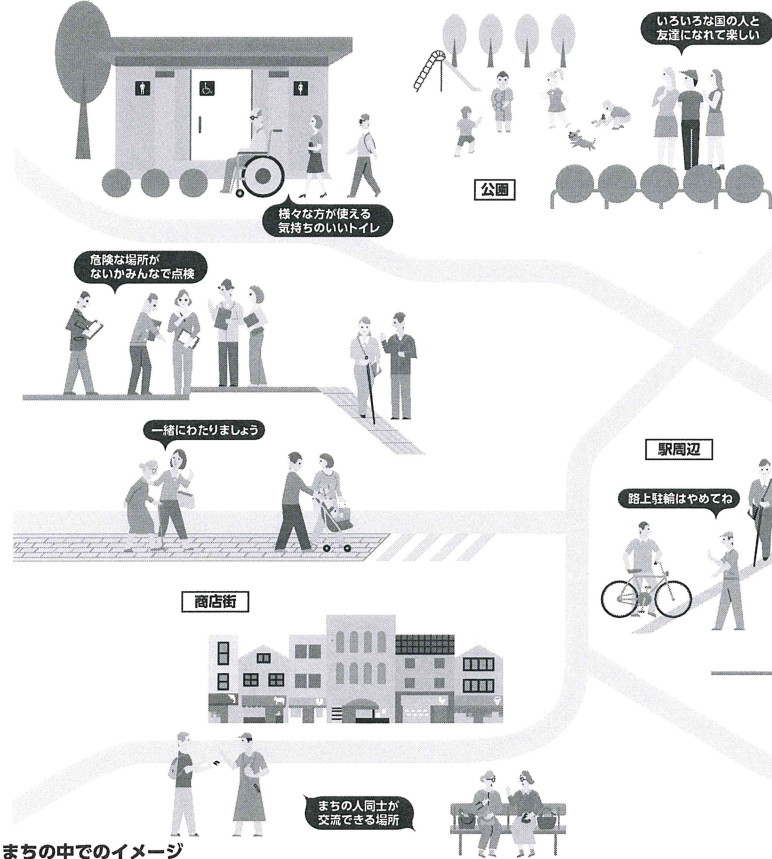 いろいろな国の人と
友達になれて楽しい
公園
様々な方が使える
気持ちのいいトイレ
危険な場所が
ないかみんなで点検
一緒にわたりましょう
駅周辺
路上駐輪はやめてね
商店街
まちの人同士が
交流できる場所
まちの中でのイメージ